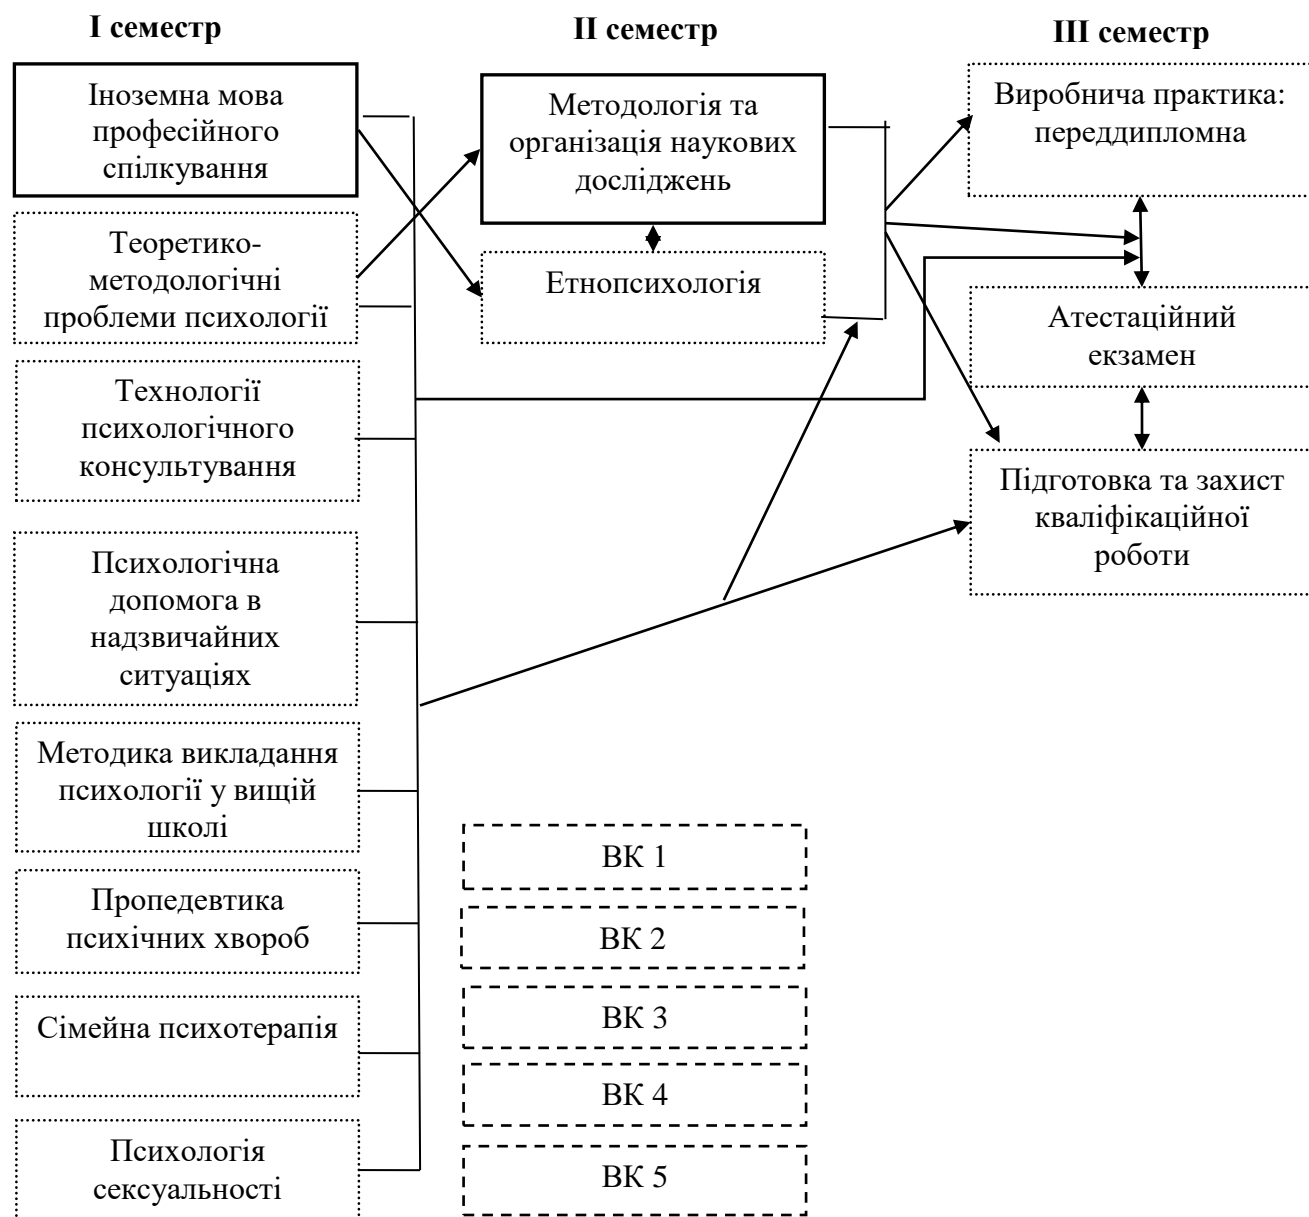 I семестр
Іноземна мова
професійного
спілкування
Теоретико-
методологічні
проблеми психології
Технології
психологічного
консультування
Психологічна
допомога в
надзвичайних
ситуаціях
Методика викладання
психології у вищій
школі
Пропедевтика
психічних хвороб
Сімейна психотерапія
Психологія
сексуальності
II семестр
Методологія та
організація наукових
досліджень
Етнопсихологія
ВК 1
ВК 2
ВК 3
ВК 4
ВК 5
III семестр
Виробнича практика:
переддипломна
Атестаційний
екзамен
Підготовка та захист
кваліфікаційної
роботи